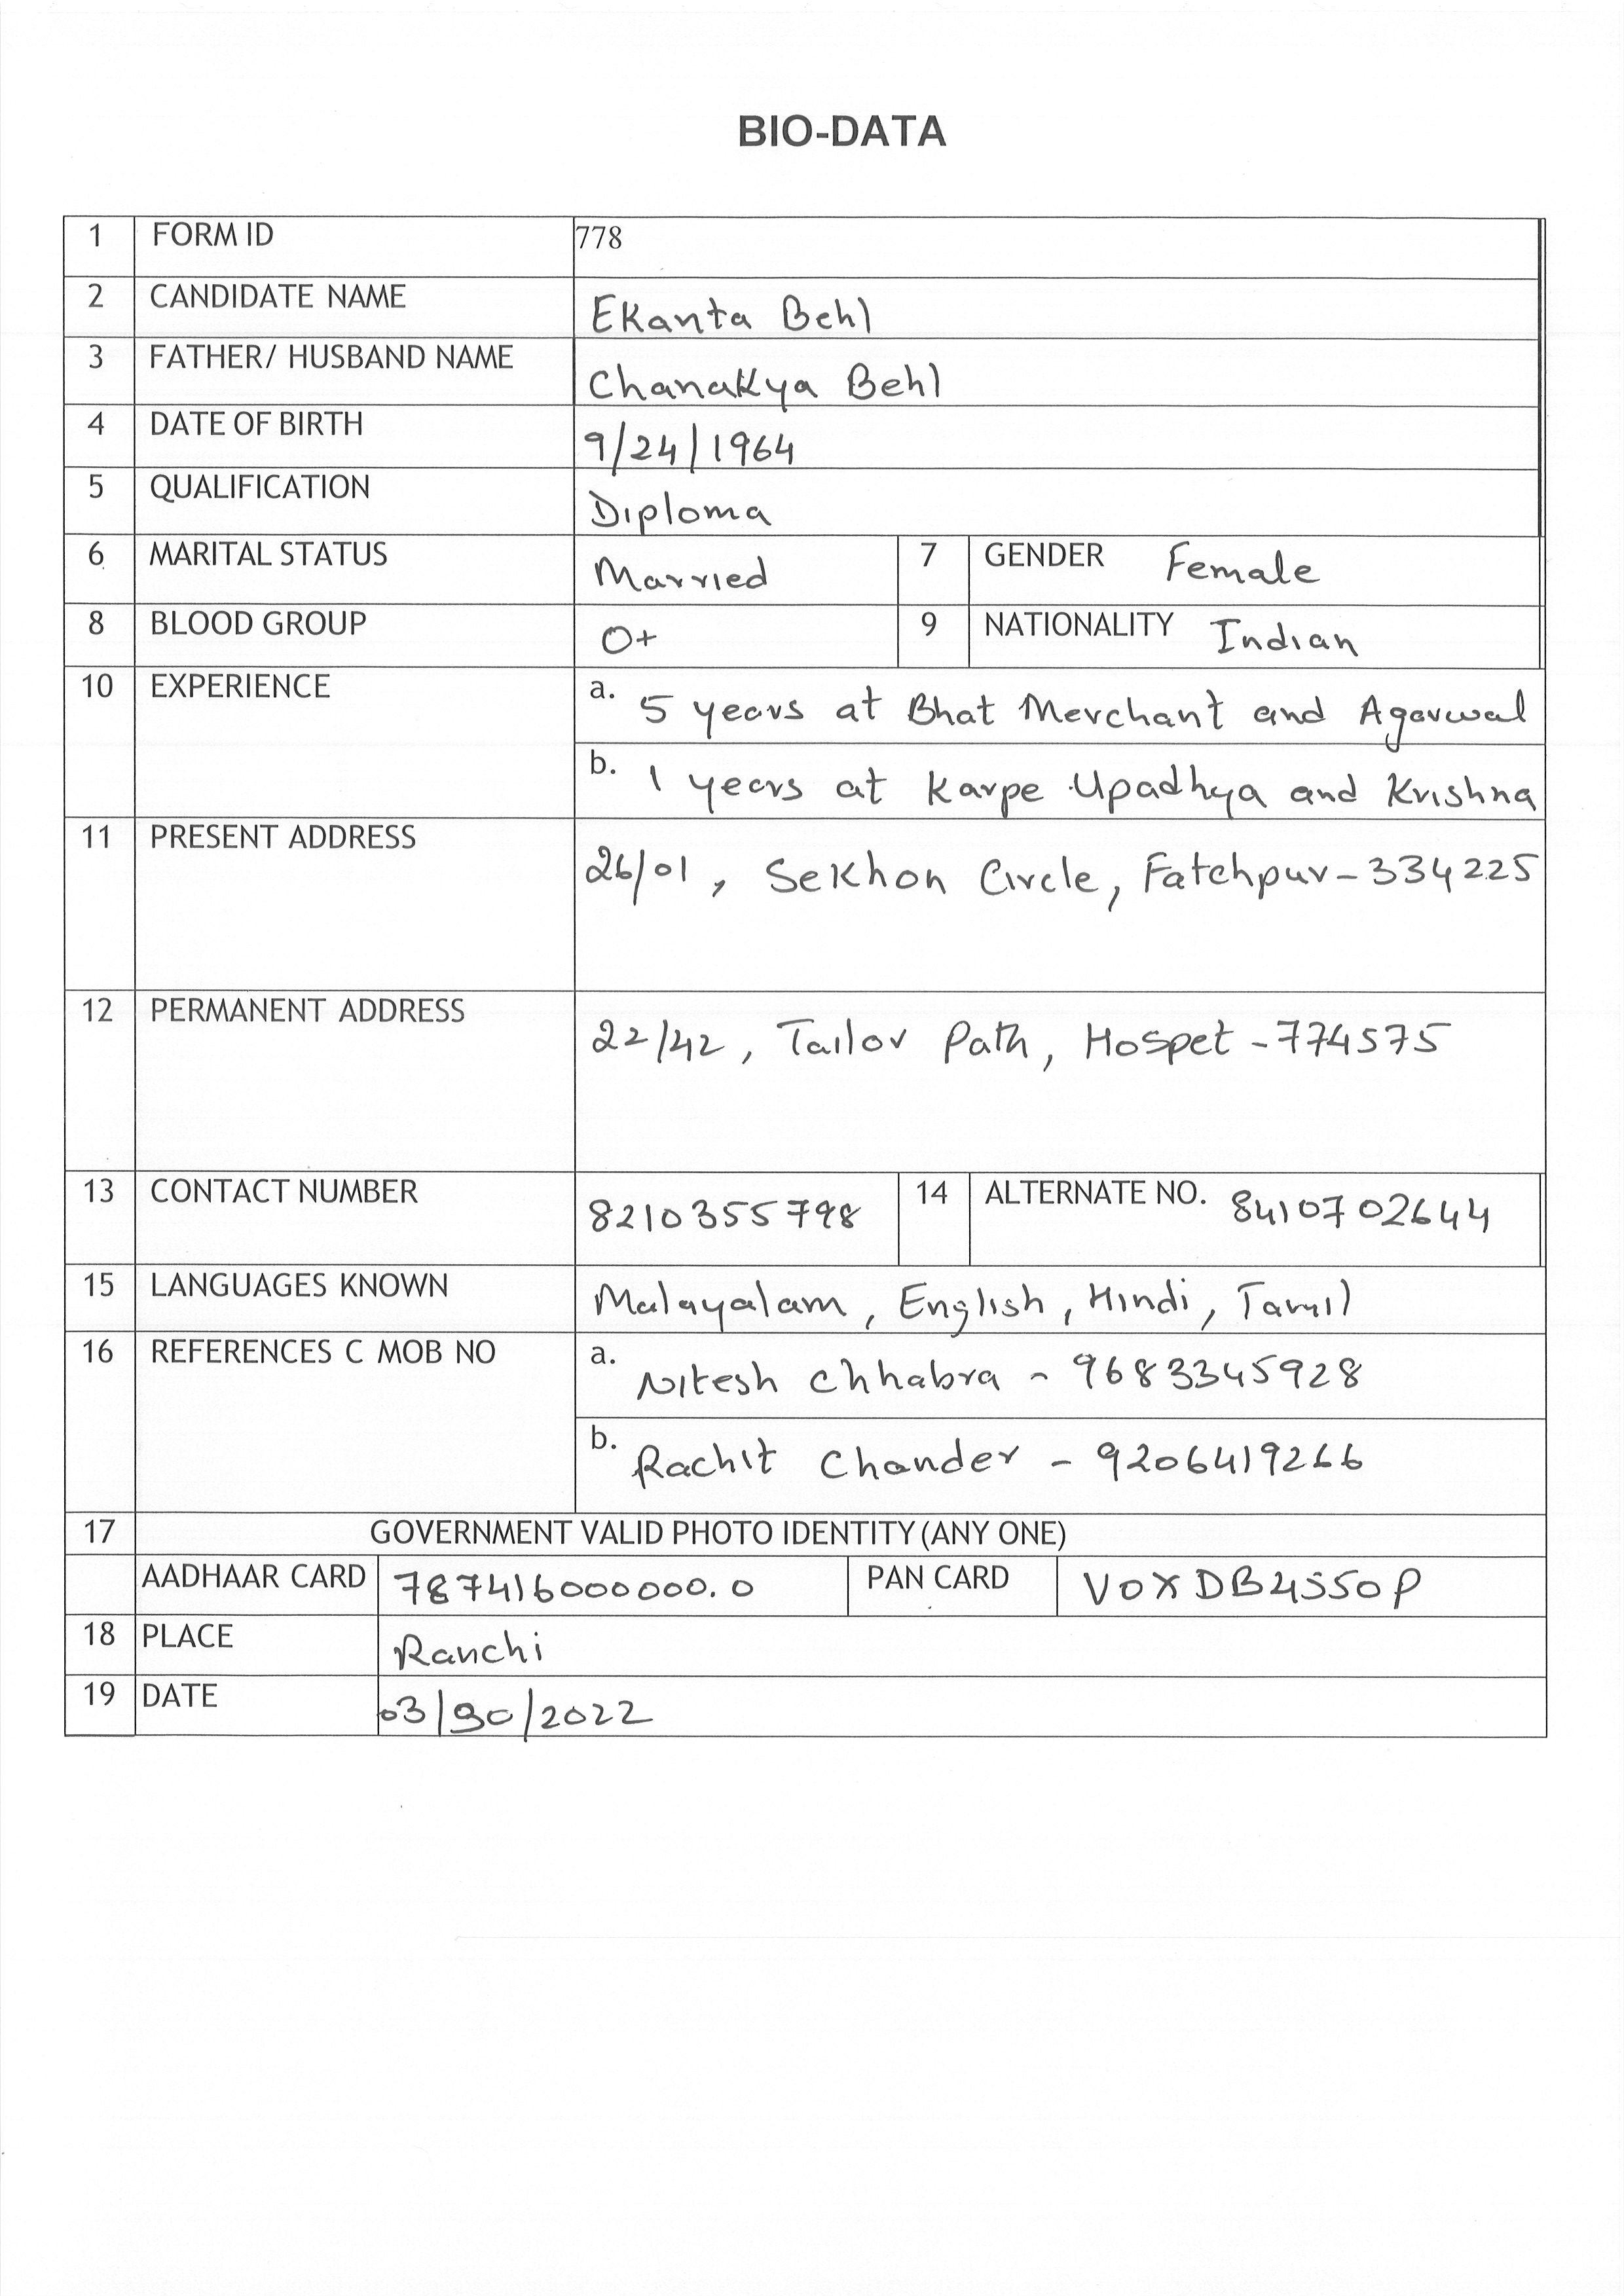 BIO-DATA
1 FORM ID 778
2 CANDIDATE NAME Ekanta Behl
3 FATHER/ HUSBAND NAME Chanakya Behl
4 DATE OF BIRTH 9/24/1964
5 QUALIFICATION Diploma
6 MARITAL STATUS Married 7 GENDER Female
8 BLOOD GROUP O+ 9 NATIONALITY Indian
10 EXPERIENCE a. 5 years at Bhat Merchant and Agarwal
b. 1 years at Karpe Upadhya and Krishna
11 PRESENT ADDRESS 26/01, Sekhon Circle, Fatehpur-334225
12 PERMANENT ADDRESS 22/42, Tailor Path, Hospet-774575
13 CONTACT NUMBER 8210355798 14 ALTERNATE NO. 8410702644
15 LANGUAGES KNOWN Malayalam, English, Hindi, Tamil
16 REFERENCES C MOB NO a. Nitesh Chhabra - 9683345928
b. Rachit Chander - 9206419266
17 GOVERNMENT VALID PHOTO IDENTITY (ANY ONE)
AADHAAR CARD 787416000000.0 PAN CARD VOXDB4550P
18 PLACE Ranchi
19 DATE 03/30/2022